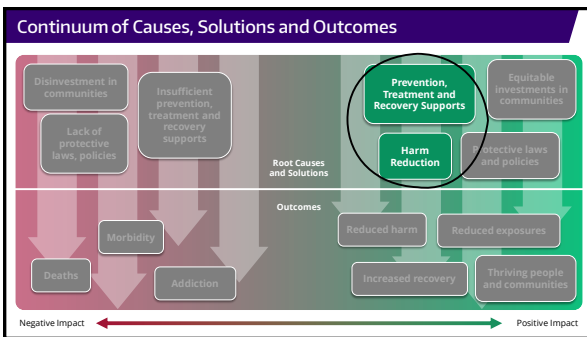 Continuum of Causes, Solutions and Outcomes
Disinvestment in
communities
Insufficient
prevention,
treatment and
recovery
supports
Lack of
protective
laws, policies
Prevention,
Treatment and
Recovery Supports
Equitable
investments in
communities
Harm
Reduction
Protective laws
and policies
Root Causes
and Solutions
Outcomes
Morbidity
Deaths
Addiction
Reduced harm
Reduced exposures
Increased recovery
Thriving people
and communities
Negative Impact
Positive Impact